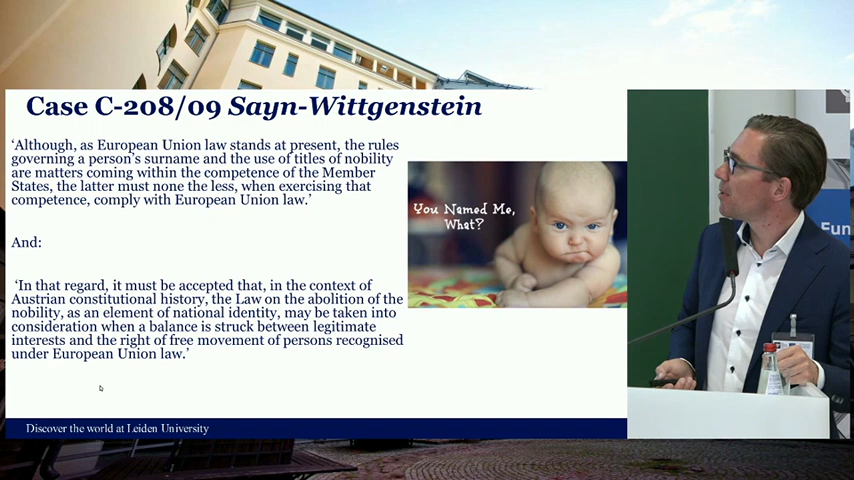 Case C-208/09 Sayn-Wittgenstein
‘Although, as European Union law stands at present, the rules
governing a person’s surname and the use of titles of nobility
are matters coming within the competence of the Member
States, the latter must none the less, when exercising that
competence, comply with European Union law.’
And:
‘In that regard, it must be accepted that, in the context of
Austrian constitutional history, the Law on the abolition of the
nobility, as an element of national identity, may be taken into
consideration when a balance is struck between legitimate
interests and the right of free movement of persons recognised
under European Union law.’
You Named Me,
What?
Discover the world at Leiden University
Fun